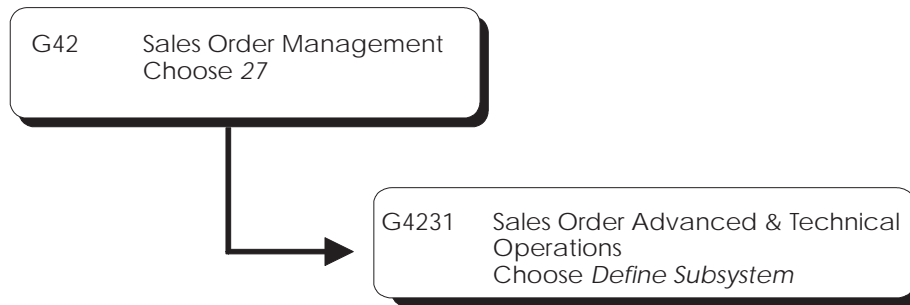 G42 Sales Order Management
Choose 27
G4231 Sales Order Advanced & Technical
Operations
Choose Define Subsystem